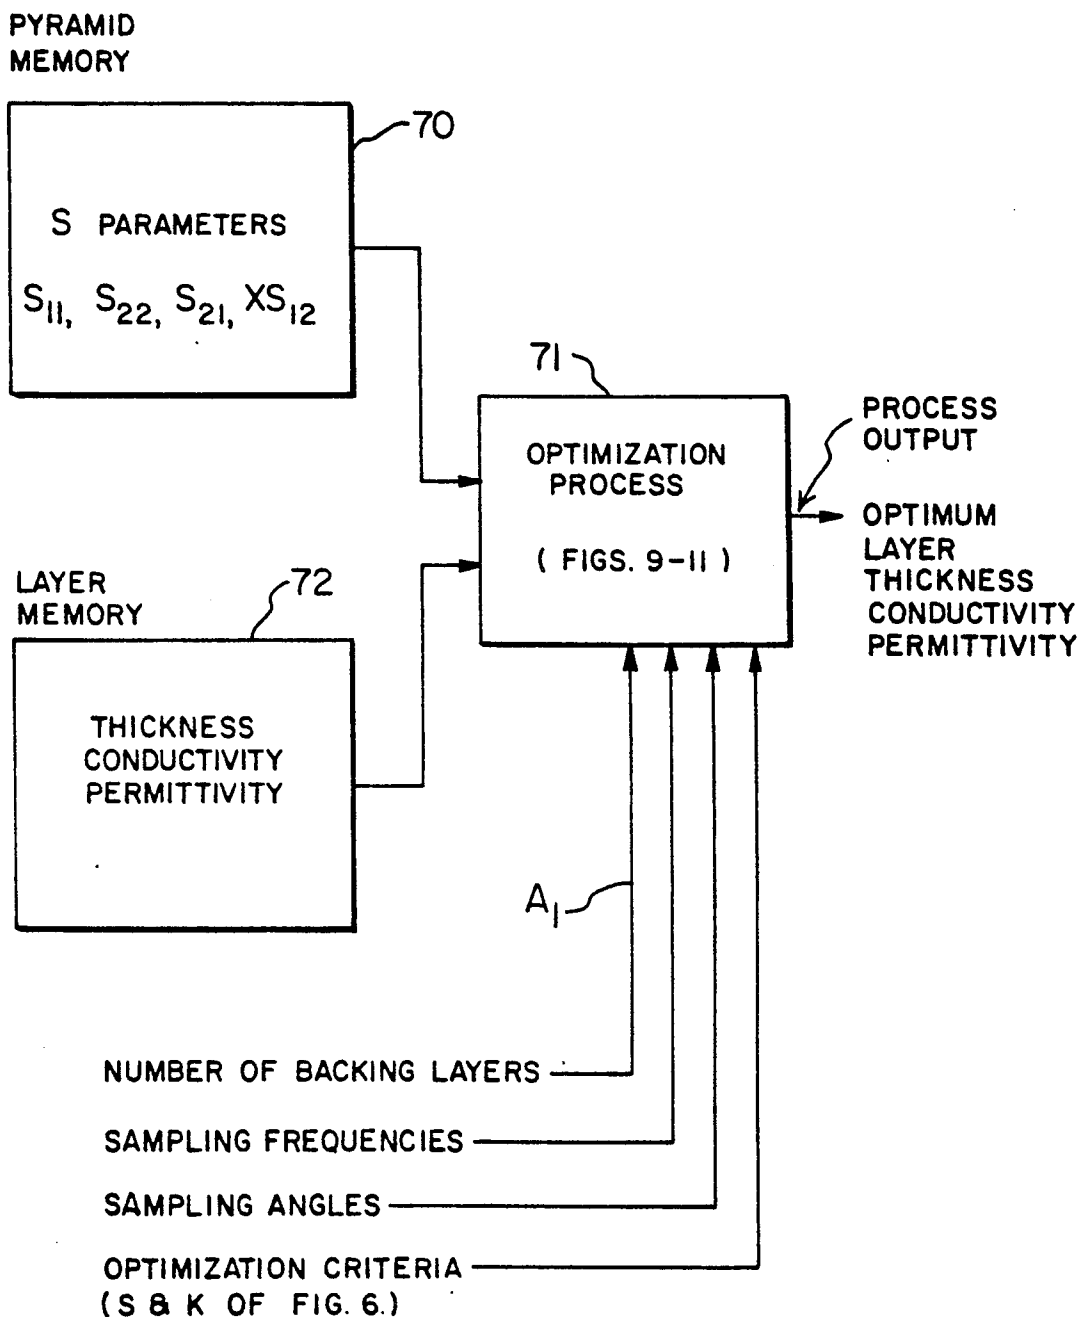 PYRAMID
MEMORY
70
S PARAMETERS
S11, S22, S21, XS12
71
PROCESS
OUTPUT
OPTIMIZATION
PROCESS
( FIGS. 9-11 )
OPTIMUM
LAYER
THICKNESS
CONDUCTIVITY
PERMITTIVITY
LAYER
MEMORY
72
THICKNESS
CONDUCTIVITY
PERMITTIVITY
A1
NUMBER OF BACKING LAYERS
SAMPLING FREQUENCIES
SAMPLING ANGLES
OPTIMIZATION CRITERIA
(S & K OF FIG. 6.)